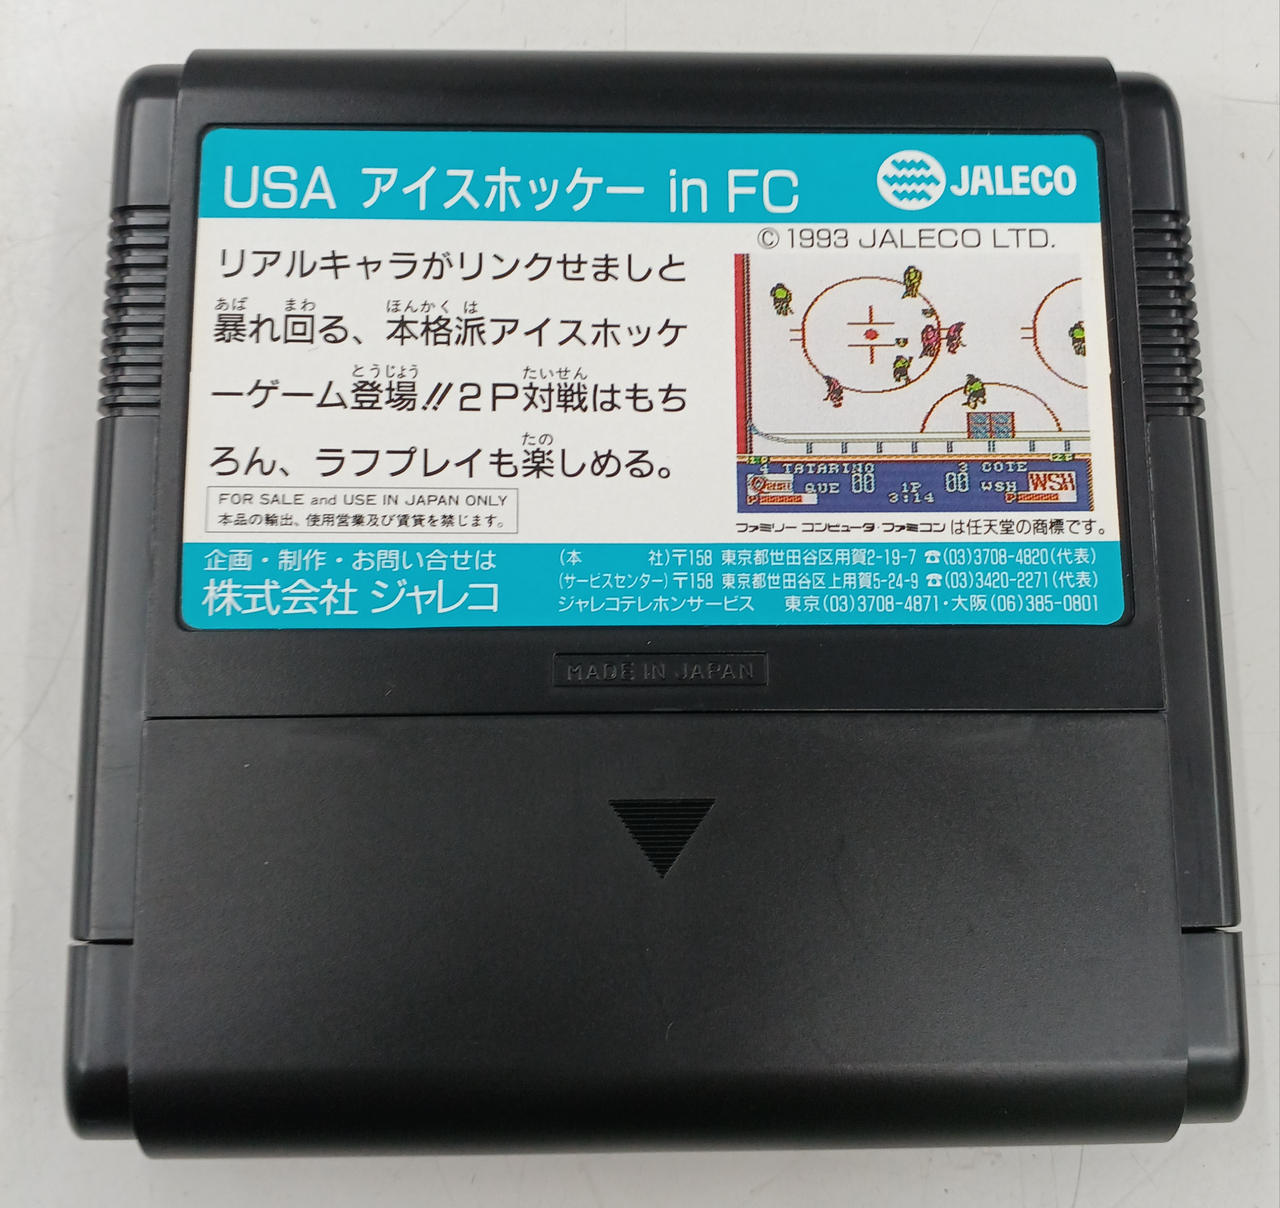 USA アイスホッケー in FC
JALECO
© 1993 JALECO LTD.
リアルキャラがリンクせましと
あば まわ ほんかく は
暴れ回る、本格派アイスホッケ
とうじょう たいせん
ーゲーム登場!!2P対戦はもち
たの
ろん、ラフプレイも楽しめる。
FOR SALE and USE IN JAPAN ONLY
本品の輸出、使用営業及び賃貸を禁じます。
4 TATARINO 3 COTE
QUE 00 1P 00 WSH WSH
3:14
ファミリー コンピュータ・ファミコン は任天堂の商標です。
企画・制作・お問い合せは
株式会社 ジャレコ
(本 社)〒158 東京都世田谷区用賀2-19-7 ☎(03)3708-4820(代表)
(サービスセンター)〒158 東京都世田谷区上用賀5-24-9 ☎(03)3420-2271(代表)
ジャレコテレホンサービス 東京(03)3708-4871・大阪(06)385-0801
MADE IN JAPAN